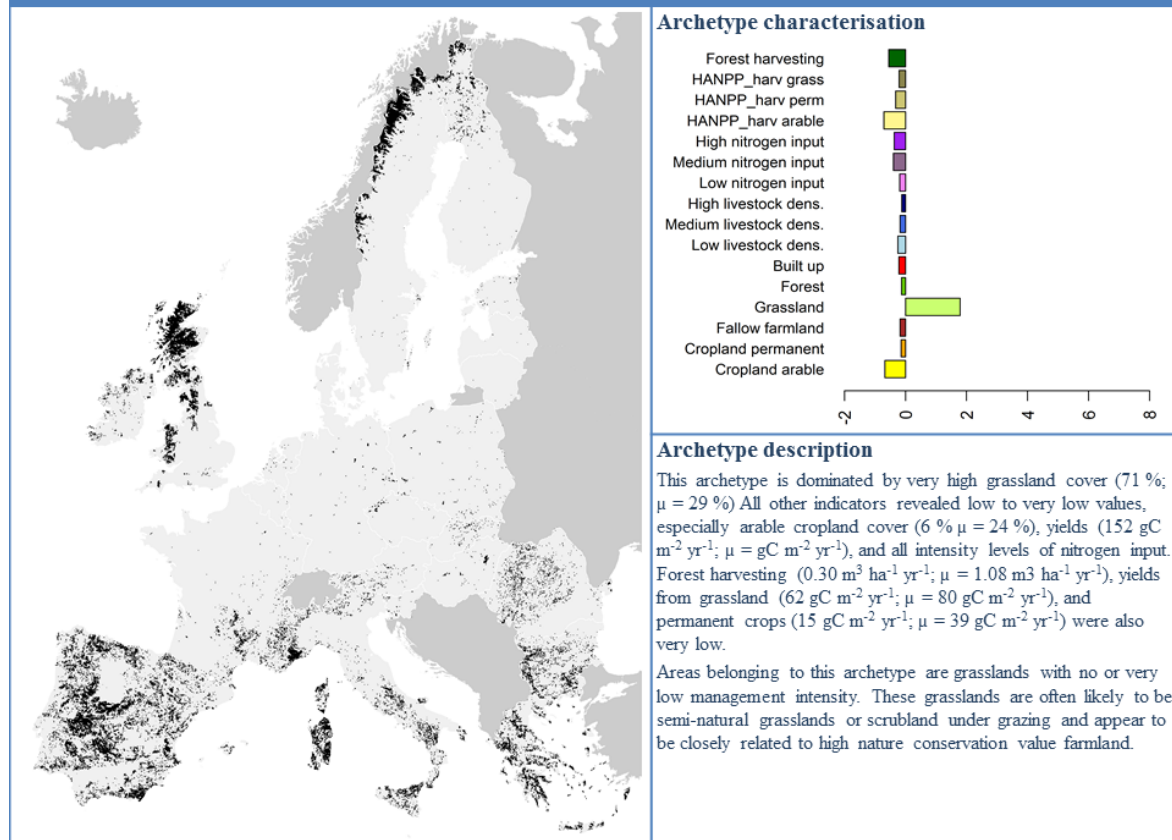 Archetype characterisation
Forest harvesting
HANPP_harv grass
HANPP_harv perm
HANPP_harv arable
High nitrogen input
Medium nitrogen input
Low nitrogen input
High livestock dens.
Medium livestock dens.
Low livestock dens.
Built up
Forest
Grassland
Fallow farmland
Cropland permanent
Cropland arable
-2 0 2 4 6 8
Archetype description
This archetype is dominated by very high grassland cover (71 %;
μ = 29 %) All other indicators revealed low to very low values,
especially arable cropland cover (6 % μ = 24 %), yields (152 gC
m⁻² yr⁻¹; μ = gC m⁻² yr⁻¹), and all intensity levels of nitrogen input.
Forest harvesting (0.30 m³ ha⁻¹ yr⁻¹; μ = 1.08 m3 ha⁻¹ yr⁻¹), yields
from grassland (62 gC m⁻² yr⁻¹; μ = 80 gC m⁻² yr⁻¹), and
permanent crops (15 gC m⁻² yr⁻¹; μ = 39 gC m⁻² yr⁻¹) were also
very low.
Areas belonging to this archetype are grasslands with no or very
low management intensity. These grasslands are often likely to be
semi-natural grasslands or scrubland under grazing and appear to
be closely related to high nature conservation value farmland.